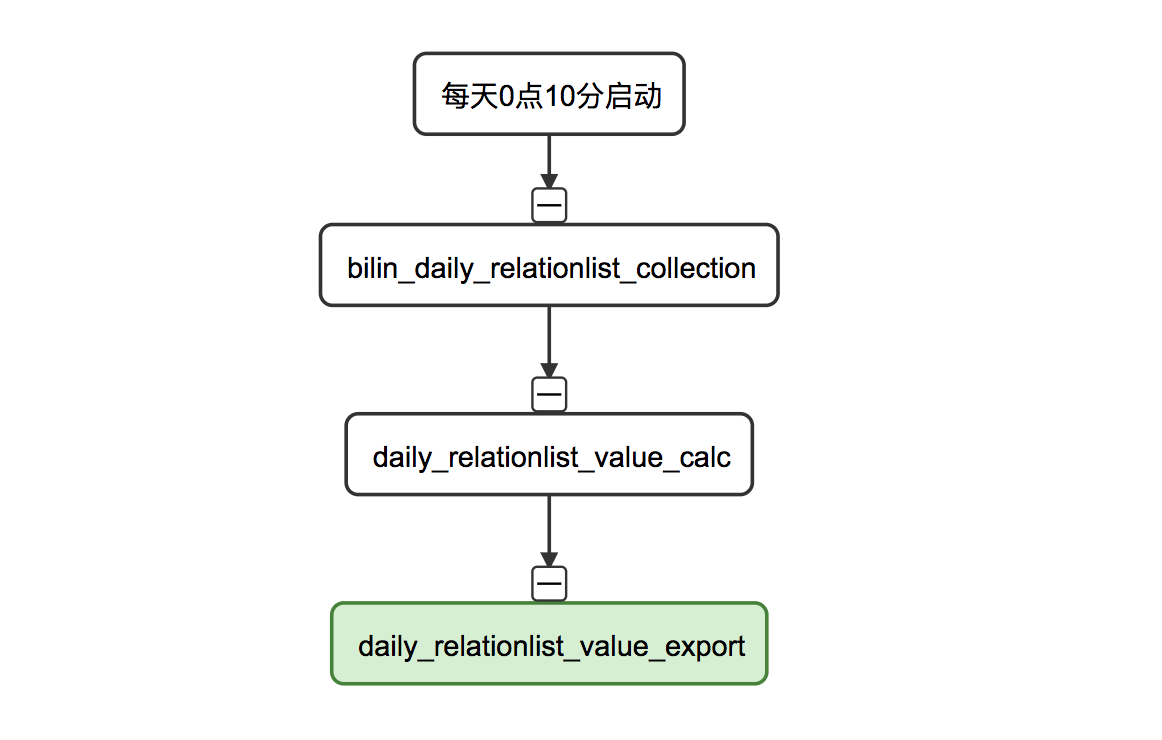 每天0点10分启动
bilin_daily_relationlist_collection
daily_relationlist_value_calc
daily_relationlist_value_export